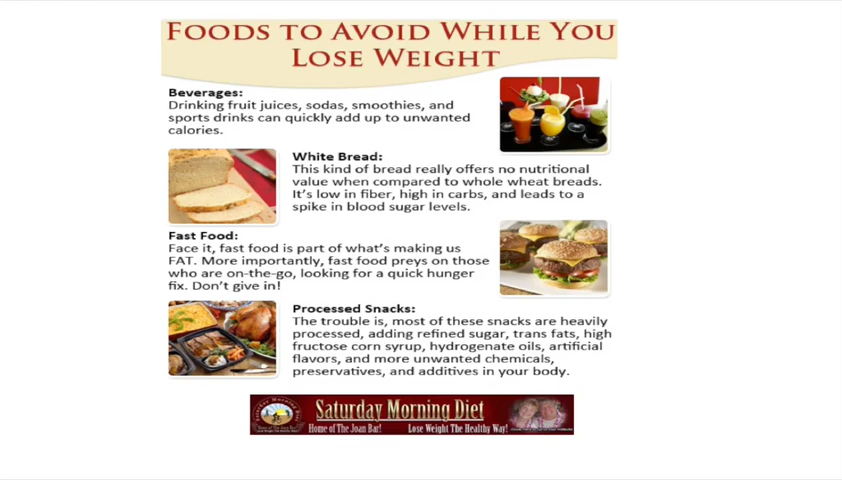 FOODS TO AVOID WHILE YOU
LOSE WEIGHT
Beverages:
Drinking fruit juices, sodas, smoothies, and
sports drinks can quickly add up to unwanted
calories.
White Bread:
This kind of bread really offers no nutritional
value when compared to whole wheat breads.
It's low in fiber, high in carbs, and leads to a
spike in blood sugar levels.
Fast Food:
Face it, fast food is part of what's making us
FAT. More importantly, fast food preys on those
who are on-the-go, looking for a quick hunger
fix. Don't give in!
Processed Snacks:
The trouble is, most of these snacks are heavily
processed, adding refined sugar, trans fats, high
fructose corn syrup, hydrogenate oils, artificial
flavors, and more unwanted chemicals,
preservatives, and additives in your body.
Saturday Morning Diet
Home of The Joan Bar! Lose Weight The Healthy Way!